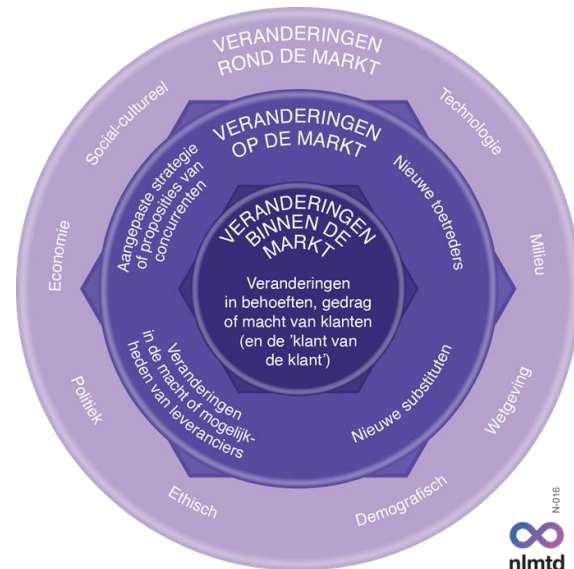 VERANDERINGEN
ROND DE MARKT
Social-cultureel
Technologie
Economie
Milieu
Politiek
Wetgeving
Ethisch
Demografisch
VERANDERINGEN
OP DE MARKT
Aangepaste strategie
of proposities van
concurrenten
Nieuwe toetreders
Veranderingen
in de macht of mogelijk-
heden van leveranciers
Nieuwe substituten
VERANDERINGEN
BINNEN DE
MARKT
Veranderingen
in behoeften, gedrag
of macht van klanten
(en de 'klant van
de klant')
N-016
nlmtd